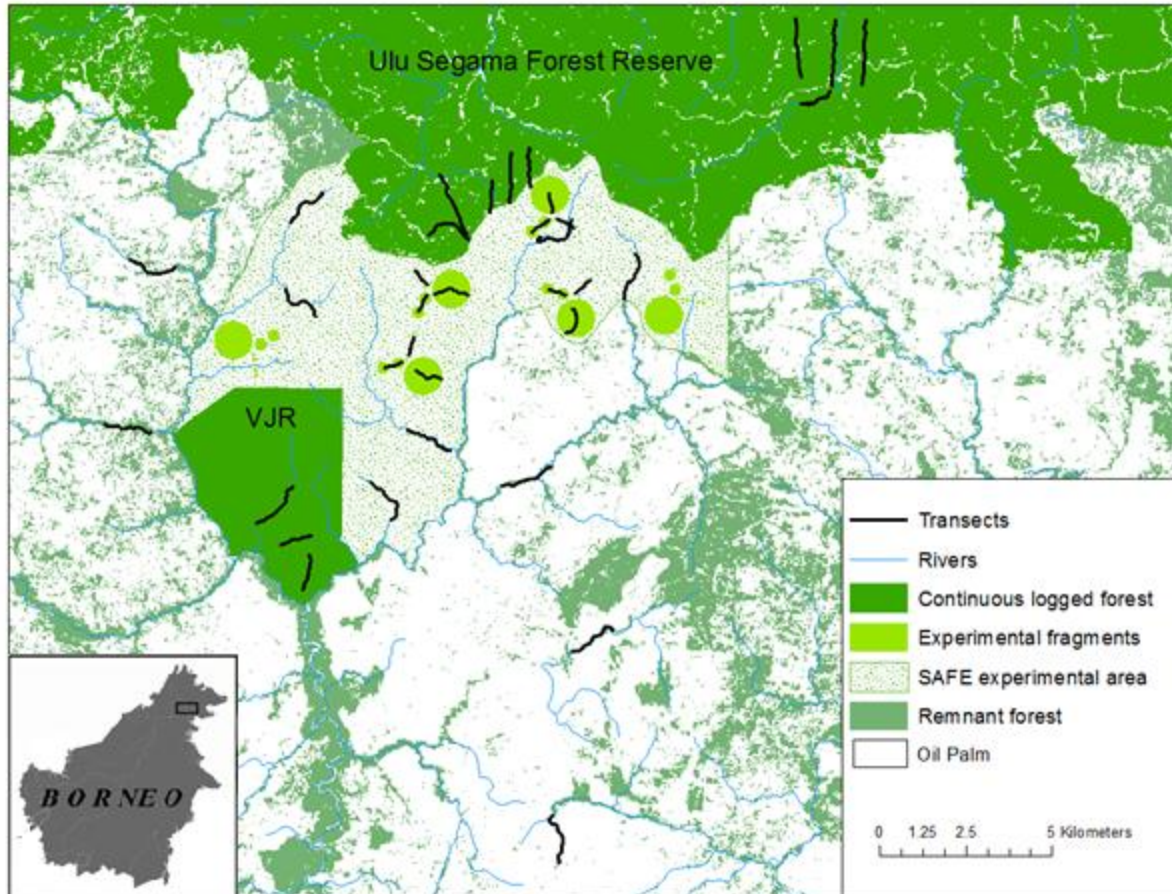 Ulu Segama Forest Reserve
VJR
Transects
Rivers
Continuous logged forest
Experimental fragments
SAFE experimental area
Remnant forest
Oil Palm
0 1.25 2.5 5 Kilometers
BORNEO